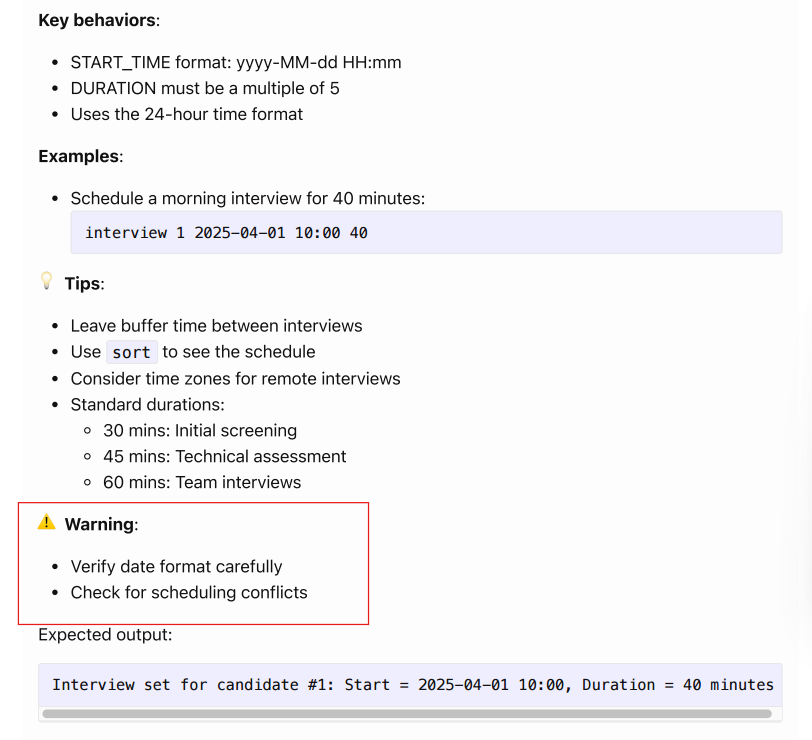 Key behaviors:
START_TIME format: yyyy-MM-dd HH:mm
DURATION must be a multiple of 5
Uses the 24-hour time format
Examples:
Schedule a morning interview for 40 minutes:
interview 1 2025-04-01 10:00 40
Tips:
Leave buffer time between interviews
Use sort to see the schedule
Consider time zones for remote interviews
Standard durations:
30 mins: Initial screening
45 mins: Technical assessment
60 mins: Team interviews
Warning:
Verify date format carefully
Check for scheduling conflicts
Expected output:
Interview set for candidate #1: Start = 2025-04-01 10:00, Duration = 40 minutes